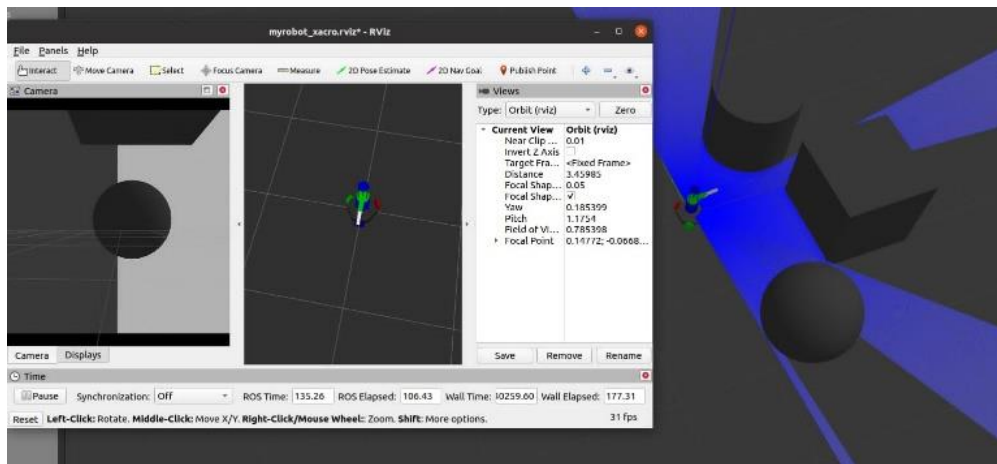 myrobot_xacro.rviz* - RViz
File Panels Help
Interact Move Camera Select Focus Camera Measure 2D Pose Estimate 2D Nav Goal Publish Point
Camera
Views
Type: Orbit (rviz) Zero
Current View Orbit (rviz)
Near Clip ... 0.01
Invert Z Axis
Target Fra... <Fixed Frame>
Distance 3.45985
Focal Shap... 0.05
Focal Shap...
Yaw 0.185399
Pitch 1.1754
Field of Vi... 0.785398
Focal Point 0.14772; -0.0668...
Save Remove Rename
Camera Displays
Time
Pause Synchronization: Off ROS Time: 135.26 ROS Elapsed: 106.43 Wall Time: Wall Elapsed: 177.31
Reset Left-Click: Rotate. Middle-Click: Move X/Y. Right-Click/Mouse Wheel: Zoom. Shift: More options. 31 fps